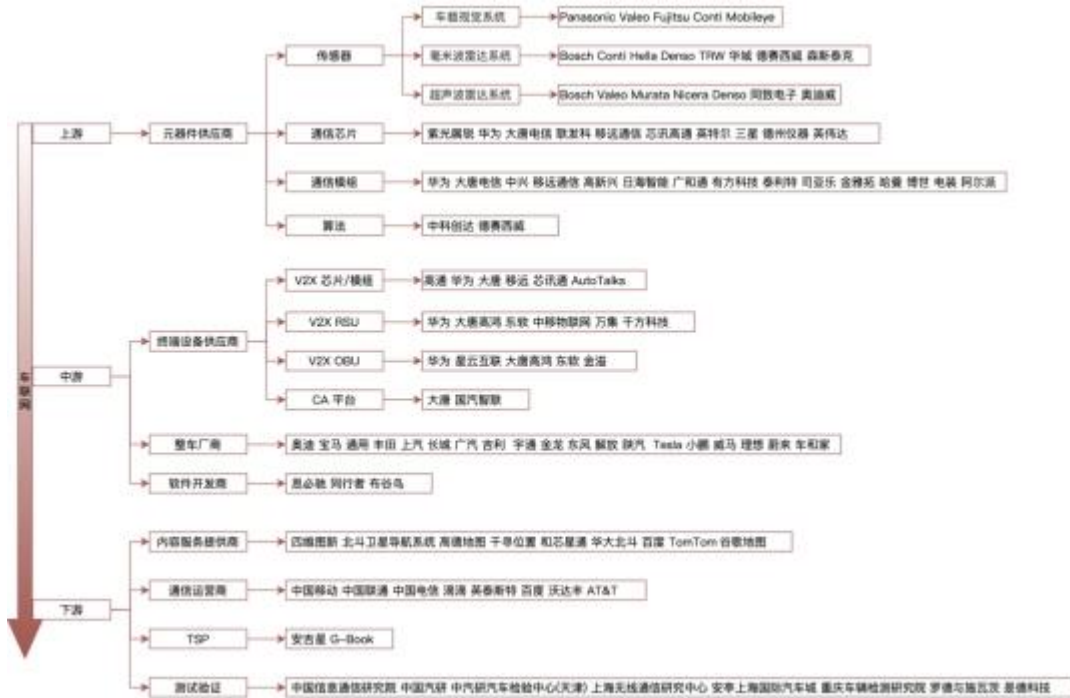 车载视觉系统 Panasonic Valeo Fujitsu Conti Mobileye
传感器 毫米波雷达系统 Bosch Conti Hella Denso TRW 华域 德赛西威 森斯泰克
超声波雷达系统 Bosch Valeo Murata Nicera Denso 同致电子 奥迪威
上游 元器件供应商 通信芯片 紫光展锐 华为 大唐电信 联发科 移远通信 芯讯高通 英特尔 三星 德州仪器 英伟达
通信模组 华为 大唐电信 中兴 移远通信 高新兴 日海智能 广和通 有方科技 泰利特 司亚乐 金雅拓 哈曼 博世 电装 阿尔派
算法 中科创达 德赛西威
V2X 芯片/模组 高通 华为 大唐 移远 芯讯通 AutoTalks
V2X RSU 华为 大唐高鸿 东软 中移物联网 万集 千方科技
终端设备供应商
V2X OBU 华为 星云互联 大唐高鸿 东软 金溢
车联网 中游
CA 平台 大唐 国汽智联
整车厂商 奥迪 宝马 通用 丰田 上汽 长城 广汽 吉利 宇通 金龙 东风 解放 陕汽 Tesla 小鹏 威马 理想 蔚来 车和家
软件开发商 思必驰 同行者 布谷鸟
内容服务提供商 四维图新 北斗卫星导航系统 高德地图 千寻位置 和芯星通 华大北斗 百度 TomTom 谷歌地图
通信运营商 中国移动 中国联通 中国电信 滴滴 英泰斯特 百度 沃达丰 AT&T
下游
TSP 安吉星 G-Book
测试验证 中国信息通信研究院 中国汽研 中汽研汽车检验中心(天津) 上海无线通信研究中心 安亭上海国际汽车城 重庆车辆检测研究院 罗德与施瓦茨 是德科技